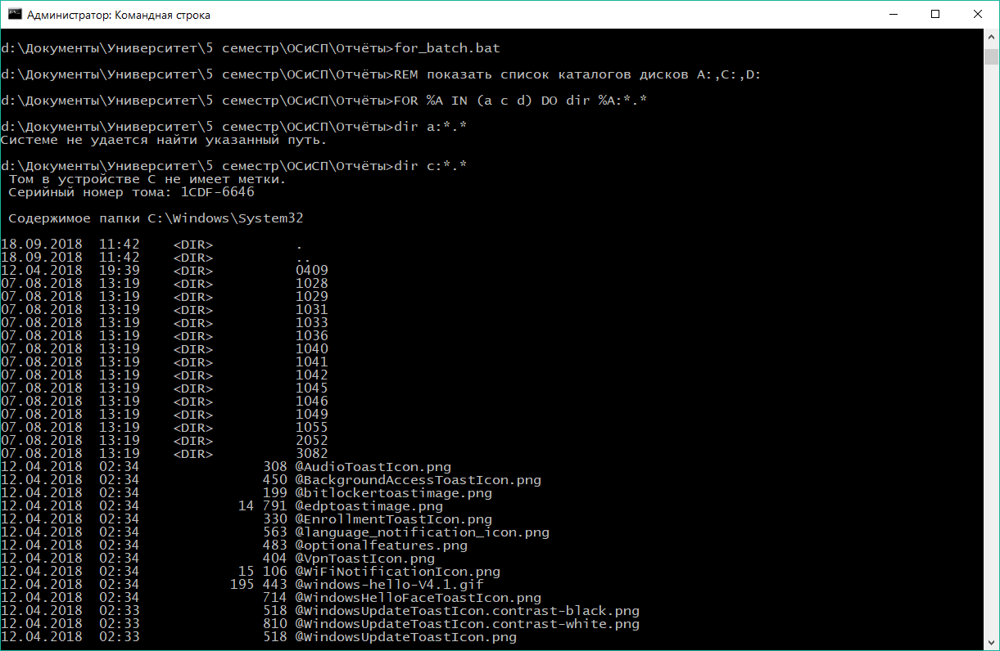 Администратор: Командная строка
d:\Документы\Университет\5 семестр\ОСиСП\Отчёты>for_batch.bat
d:\Документы\Университет\5 семестр\ОСиСП\Отчёты>REM показать список каталогов дисков A:,C:,D:
d:\Документы\Университет\5 семестр\ОСиСП\Отчёты>FOR %A IN (a c d) DO dir %A:*.*
d:\Документы\Университет\5 семестр\ОСиСП\Отчёты>dir a:*.*
Системе не удается найти указанный путь.
d:\Документы\Университет\5 семестр\ОСиСП\Отчёты>dir c:*.*
Том в устройстве C не имеет метки.
Серийный номер тома: 1CDF-6646
Содержимое папки C:\Windows\System32
18.09.2018  11:42    <DIR>          .
18.09.2018  11:42    <DIR>          ..
12.04.2018  19:39    <DIR>          0409
07.08.2018  13:19    <DIR>          1028
07.08.2018  13:19    <DIR>          1029
07.08.2018  13:19    <DIR>          1031
07.08.2018  13:19    <DIR>          1033
07.08.2018  13:19    <DIR>          1036
07.08.2018  13:19    <DIR>          1040
07.08.2018  13:19    <DIR>          1041
07.08.2018  13:19    <DIR>          1042
07.08.2018  13:19    <DIR>          1045
07.08.2018  13:19    <DIR>          1046
07.08.2018  13:19    <DIR>          1049
07.08.2018  13:19    <DIR>          1055
07.08.2018  13:19    <DIR>          2052
07.08.2018  13:19    <DIR>          3082
12.04.2018  02:34               308 @AudioToastIcon.png
12.04.2018  02:34               450 @BackgroundAccessToastIcon.png
12.04.2018  02:34               199 @bitlockertoastimage.png
12.04.2018  02:34            14 791 @edptoastimage.png
12.04.2018  02:34               330 @EnrollmentToastIcon.png
12.04.2018  02:34               563 @language_notification_icon.png
12.04.2018  02:34               483 @optionalfeatures.png
12.04.2018  02:34               404 @VpnToastIcon.png
12.04.2018  02:34            15 106 @WiFiNotificationIcon.png
12.04.2018  02:34           195 443 @windows-hello-V4.1.gif
12.04.2018  02:34               714 @WindowsHelloFaceToastIcon.png
12.04.2018  02:33               518 @WindowsUpdateToastIcon.contrast-black.png
12.04.2018  02:33               810 @WindowsUpdateToastIcon.contrast-white.png
12.04.2018  02:33               518 @WindowsUpdateToastIcon.png